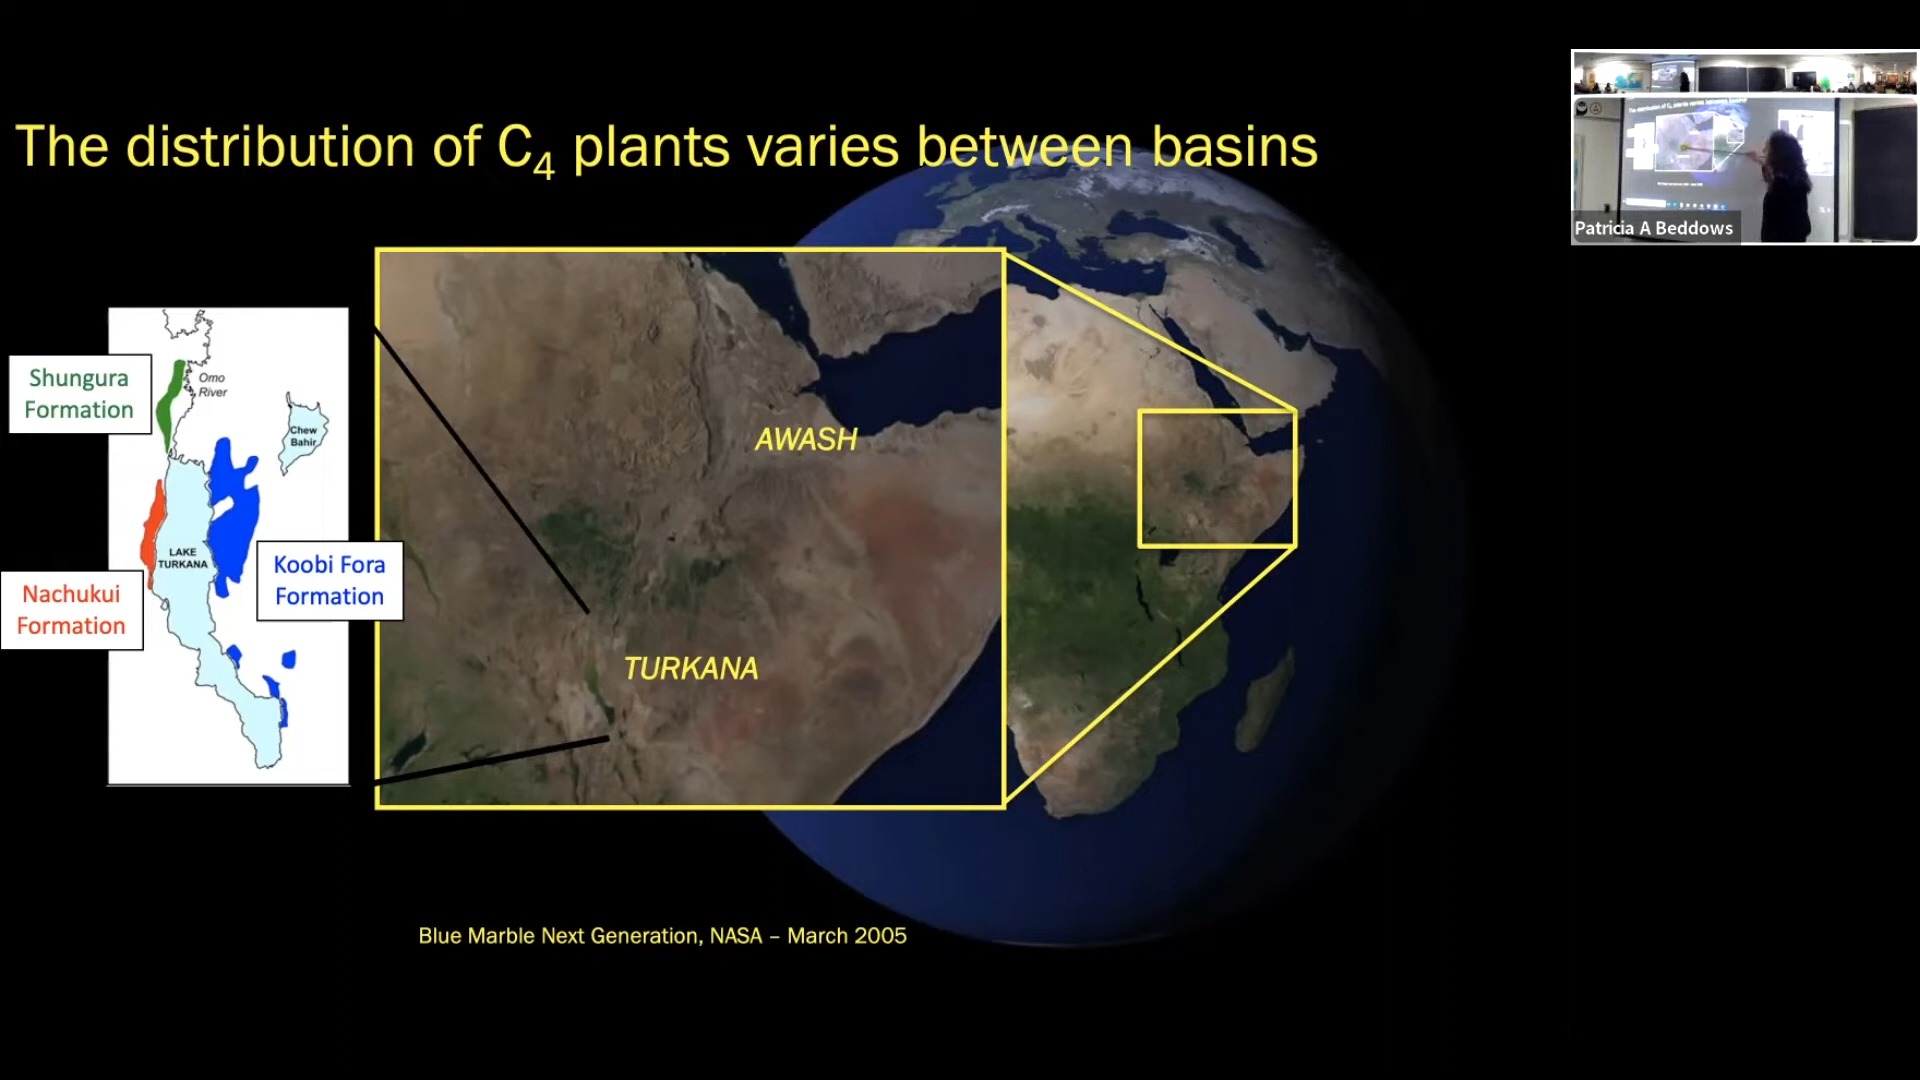 The distribution of C₄ plants varies between basins
Patricia A Beddows
Shungura
Formation
Omo
River
Chew
Bahir
AWASH
LAKE
TURKANA
Koobi Fora
Formation
Nachukui
Formation
TURKANA
Blue Marble Next Generation, NASA – March 2005